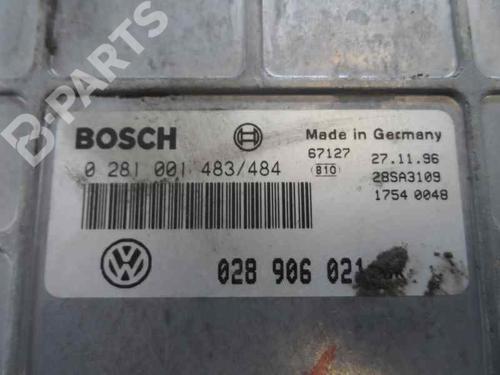 B-PARTS
BOSCH
Made in Germany
0 281 001 483/484
67127 27.11.96
B10 28SA3109
1754 0048
028 906 021